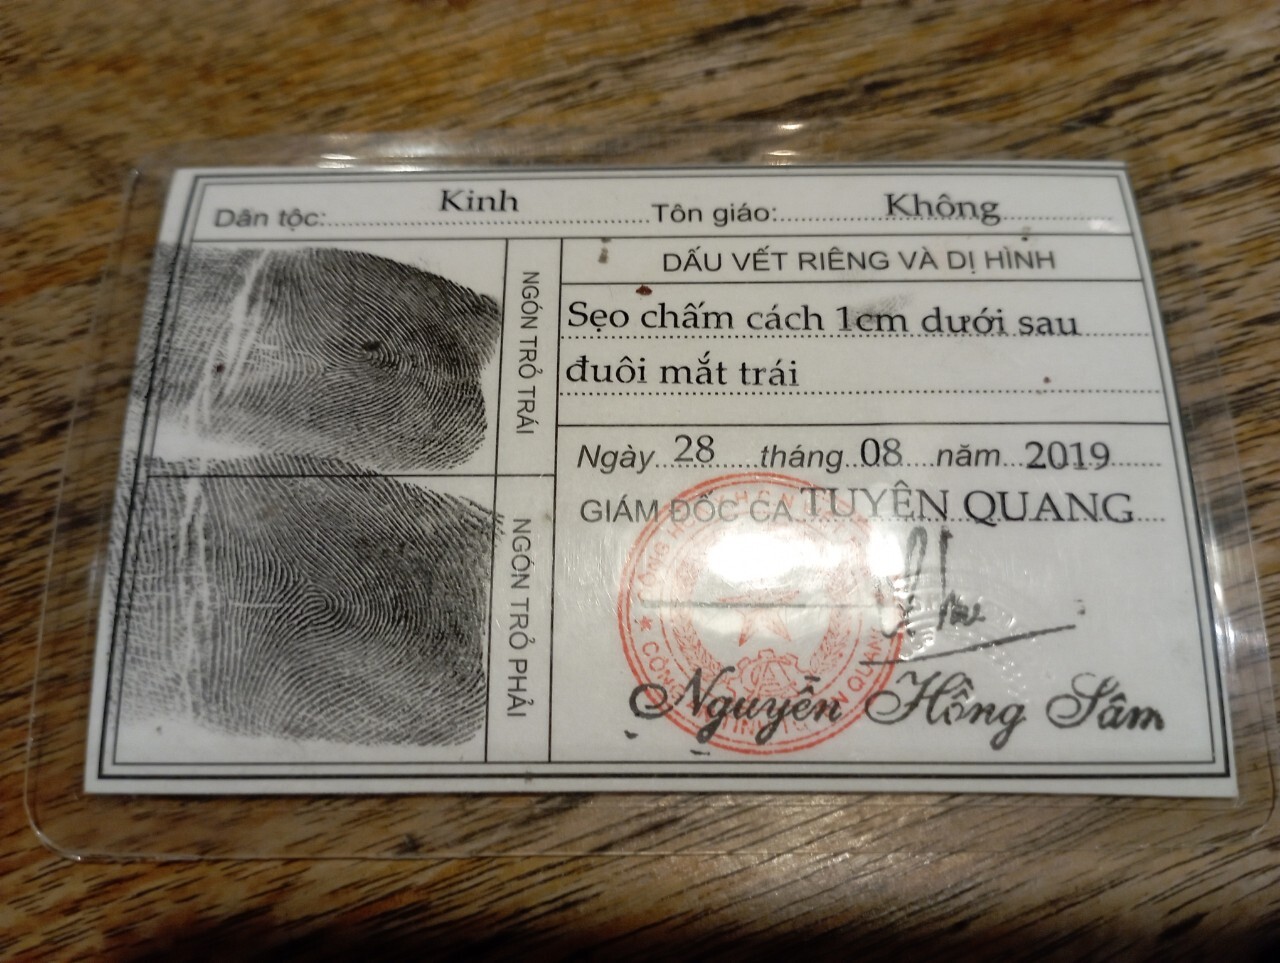 Dân tộc: Kinh Tôn giáo: Không
NGÓN TRỎ TRÁI
NGÓN TRỎ PHẢI
DẤU VẾT RIÊNG VÀ DỊ HÌNH
Sẹo chấm cách 1cm dưới sau
đuôi mắt trái
Ngày 28 tháng 08 năm 2019
GIÁM ĐỐC CA TUYÊN QUANG
Nguyễn Hồng Sâm